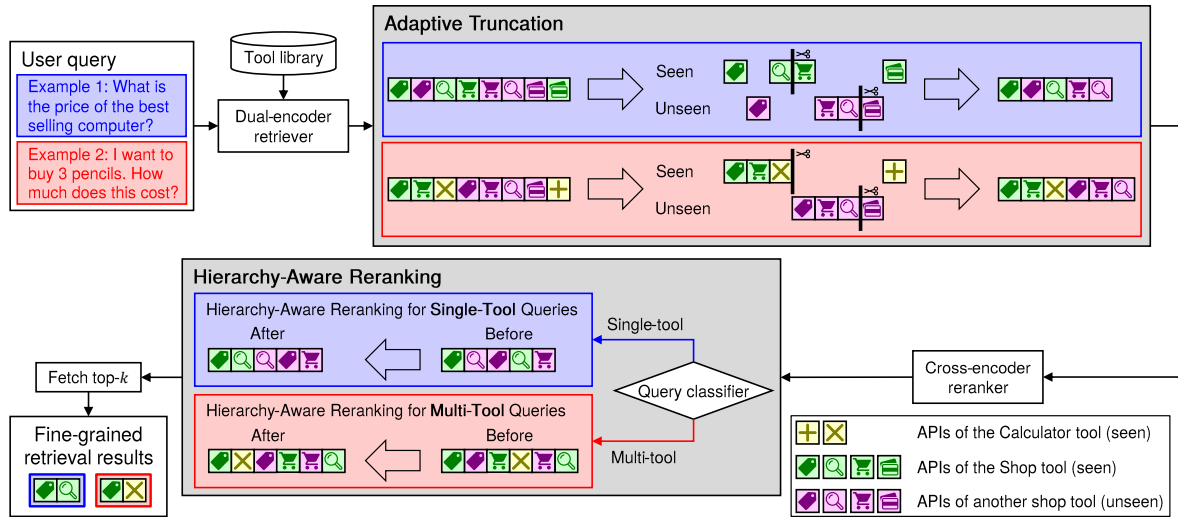 Adaptive Truncation
User query
Example 1: What is
the price of the best
selling computer?
Example 2: I want to
buy 3 pencils. How
much does this cost?
Tool library
Dual-encoder
retriever
Seen
Unseen
Seen
Unseen
Hierarchy-Aware Reranking
Hierarchy-Aware Reranking for Single-Tool Queries
After
Before
Hierarchy-Aware Reranking for Multi-Tool Queries
After
Before
Single-tool
Query classifier
Multi-tool
Cross-encoder
reranker
Fetch top-k
Fine-grained
retrieval results
APIs of the Calculator tool (seen)
APIs of the Shop tool (seen)
APIs of another shop tool (unseen)